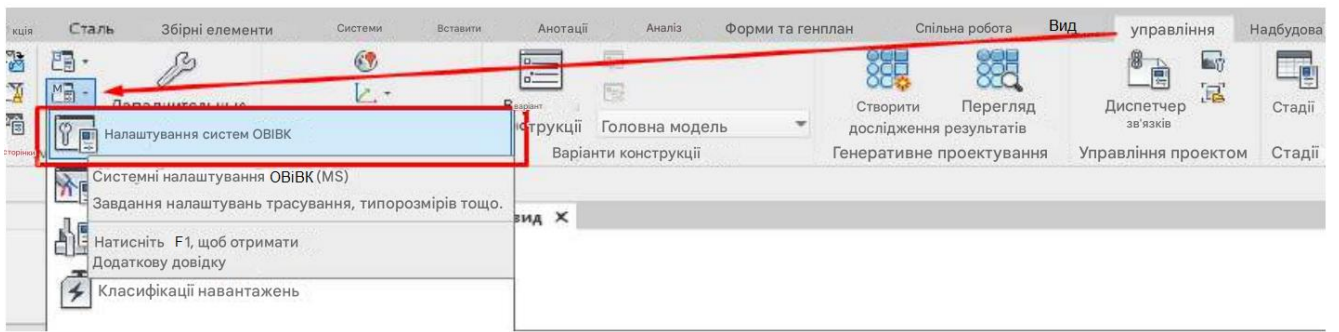 кція Сталь Збірні елементи Системи Вставити Анотації Аналіз Форми та генплан Спільна робота Вид управління Надбудова
Створити дослідження Перегляд результатів Диспетчер зв'язків Стадії
трукції Головна модель
Варіанти конструкції Генеративне проектування Управління проектом Стадії
Налаштування систем ОВІВК
Системні налаштування ОВіВК (MS)
Завдання налаштувань трасування, типорозмірів тощо.
вид
Натисніть F1, щоб отримати
Додаткову довідку
Класифікації навантажень